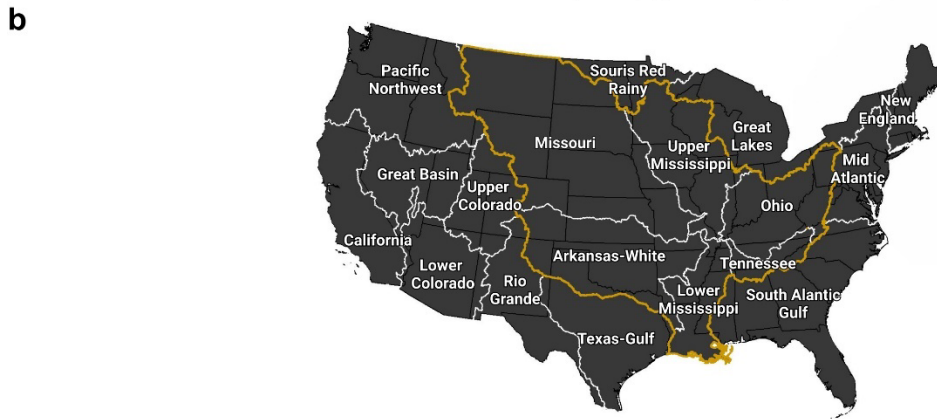 b
Pacific
Northwest
Souris Red
Rainy
New
England
Great
Lakes
Missouri
Upper
Mississippi
Mid
Atlantic
Great Basin
Upper
Colorado
Ohio
California
Arkansas-White
Tennessee
Lower
Colorado
Rio
Grande
Lower
Mississippi
South Alantic
Gulf
Texas-Gulf